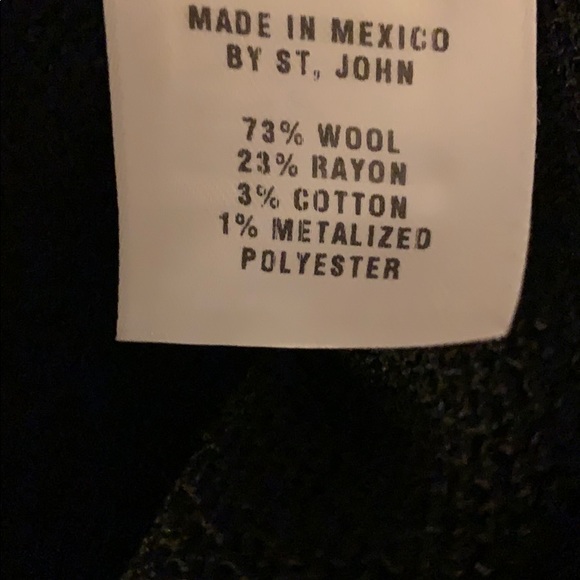 MADE IN MEXICO
BY ST, JOHN
73% WOOL
23% RAYON
3% COTTON
1% METALIZED
POLYESTER